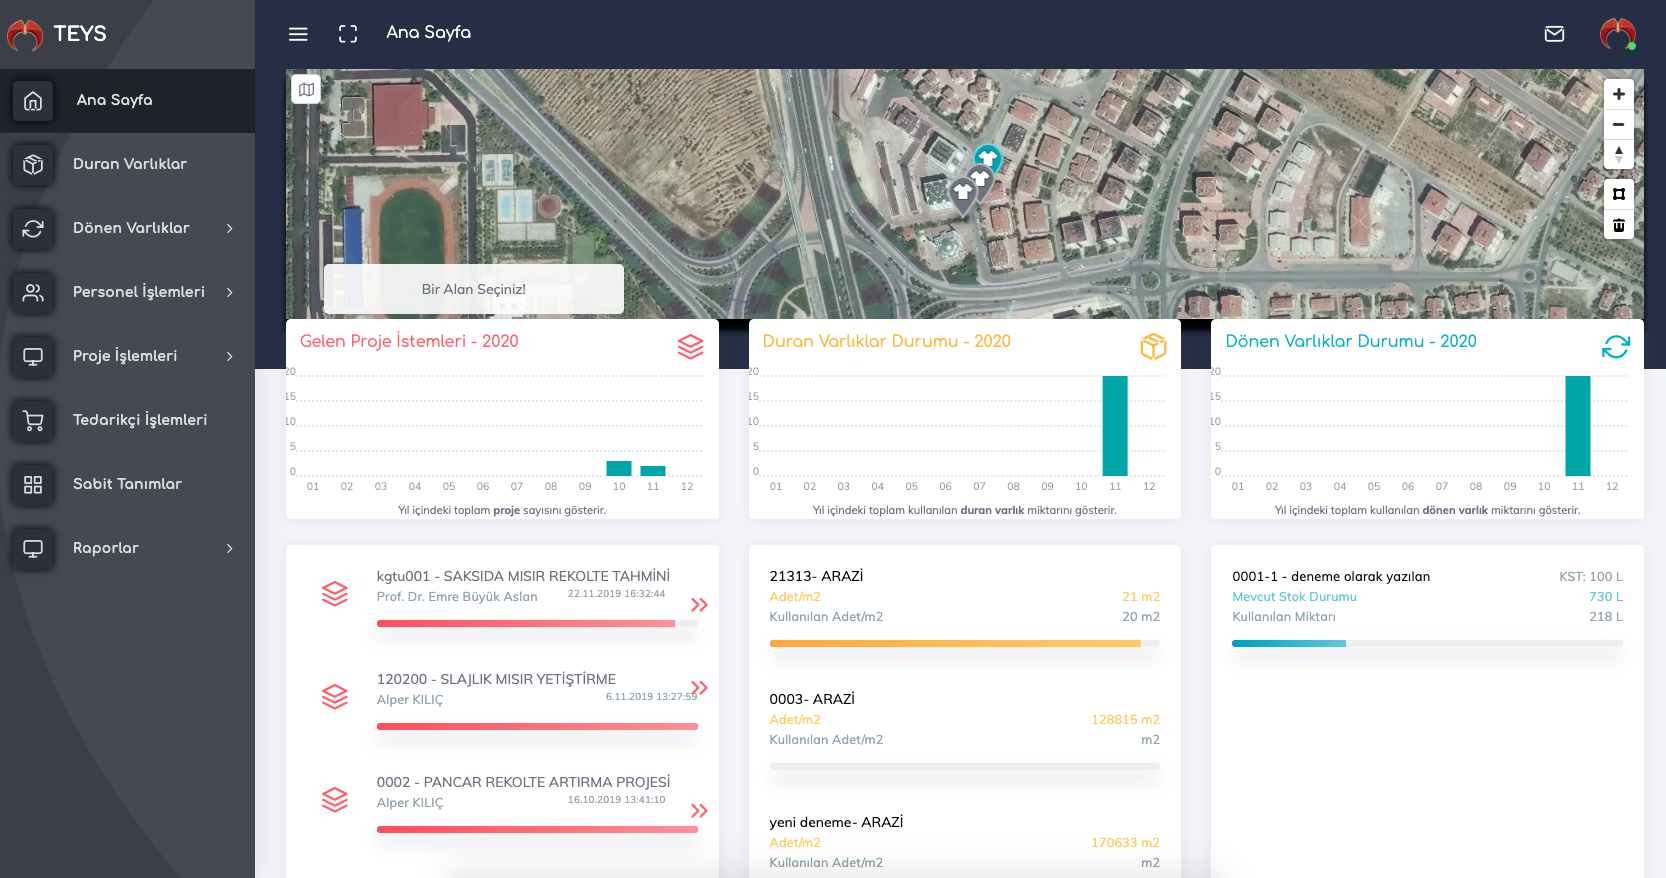 TEYS
Ana Sayfa
Ana Sayfa
Duran Varlıklar
Dönen Varlıklar
Personel İşlemleri
Proje İşlemleri
Tedarikçi İşlemleri
Sabit Tanımlar
Raporlar
Bir Alan Seçiniz!
Gelen Proje İstemleri - 2020
20
15
10
5
0
01 02 03 04 05 06 07 08 09 10 11 12
Yıl içindeki toplam proje sayısını gösterir.
Duran Varlıklar Durumu - 2020
20
15
10
5
0
01 02 03 04 05 06 07 08 09 10 11 12
Yıl içindeki toplam kullanılan duran varlık miktarını gösterir.
Dönen Varlıklar Durumu - 2020
20
15
10
5
0
01 02 03 04 05 06 07 08 09 10 11 12
Yıl içindeki toplam kullanılan dönen varlık miktarını gösterir.
kgtu001 - SAKSIDA MISIR REKOLTE TAHMİNİ
Prof. Dr. Emre Büyük Aslan 22.11.2019 16:32:44
120200 - SLAJLIK MISIR YETİŞTİRME
Alper KILIÇ 6.11.2019 13:27:59
0002 - PANCAR REKOLTE ARTIRMA PROJESİ
Alper KILIÇ 16.10.2019 13:41:10
21313- ARAZİ
Adet/m2 21 m2
Kullanılan Adet/m2 20 m2
0003- ARAZİ
Adet/m2 128815 m2
Kullanılan Adet/m2 m2
yeni deneme- ARAZİ
Adet/m2 170633 m2
Kullanılan Adet/m2 m2
0001-1 - deneme olarak yazılan KST: 100 L
Mevcut Stok Durumu 730 L
Kullanılan Miktarı 218 L